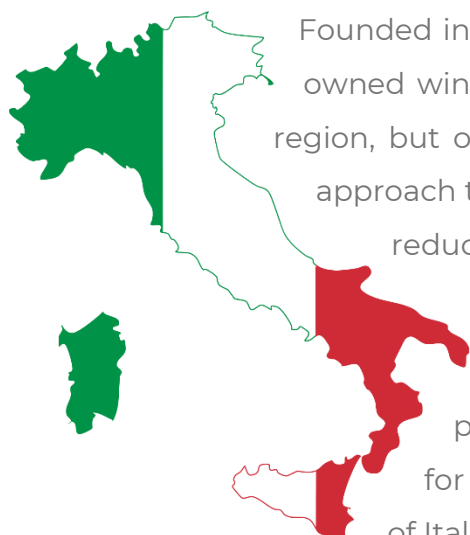 Founded in
owned win
region, but o
approach t
reduc
p
for
of Ital